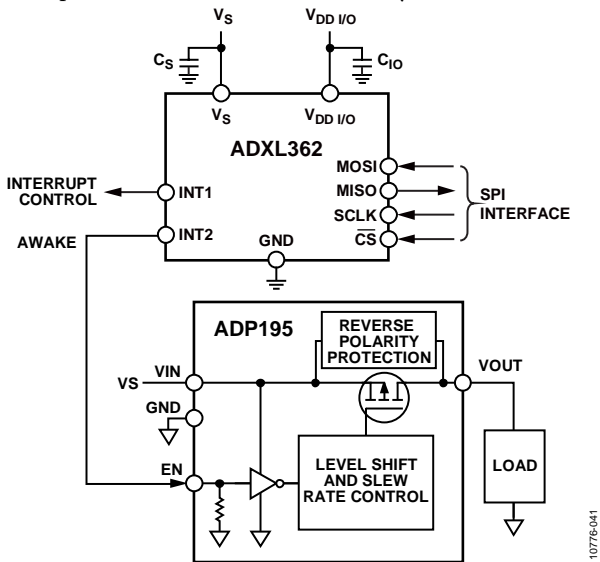 VS
VDD I/O
CS
CIO
VS
VDD I/O
ADXL362
MOSI
MISO
SCLK
CS
SPI
INTERFACE
INTERRUPT
CONTROL
INT1
AWAKE
INT2
GND
ADP195
REVERSE
POLARITY
PROTECTION
VS
VIN
VOUT
GND
EN
LEVEL SHIFT
AND SLEW
RATE CONTROL
LOAD
10776-041